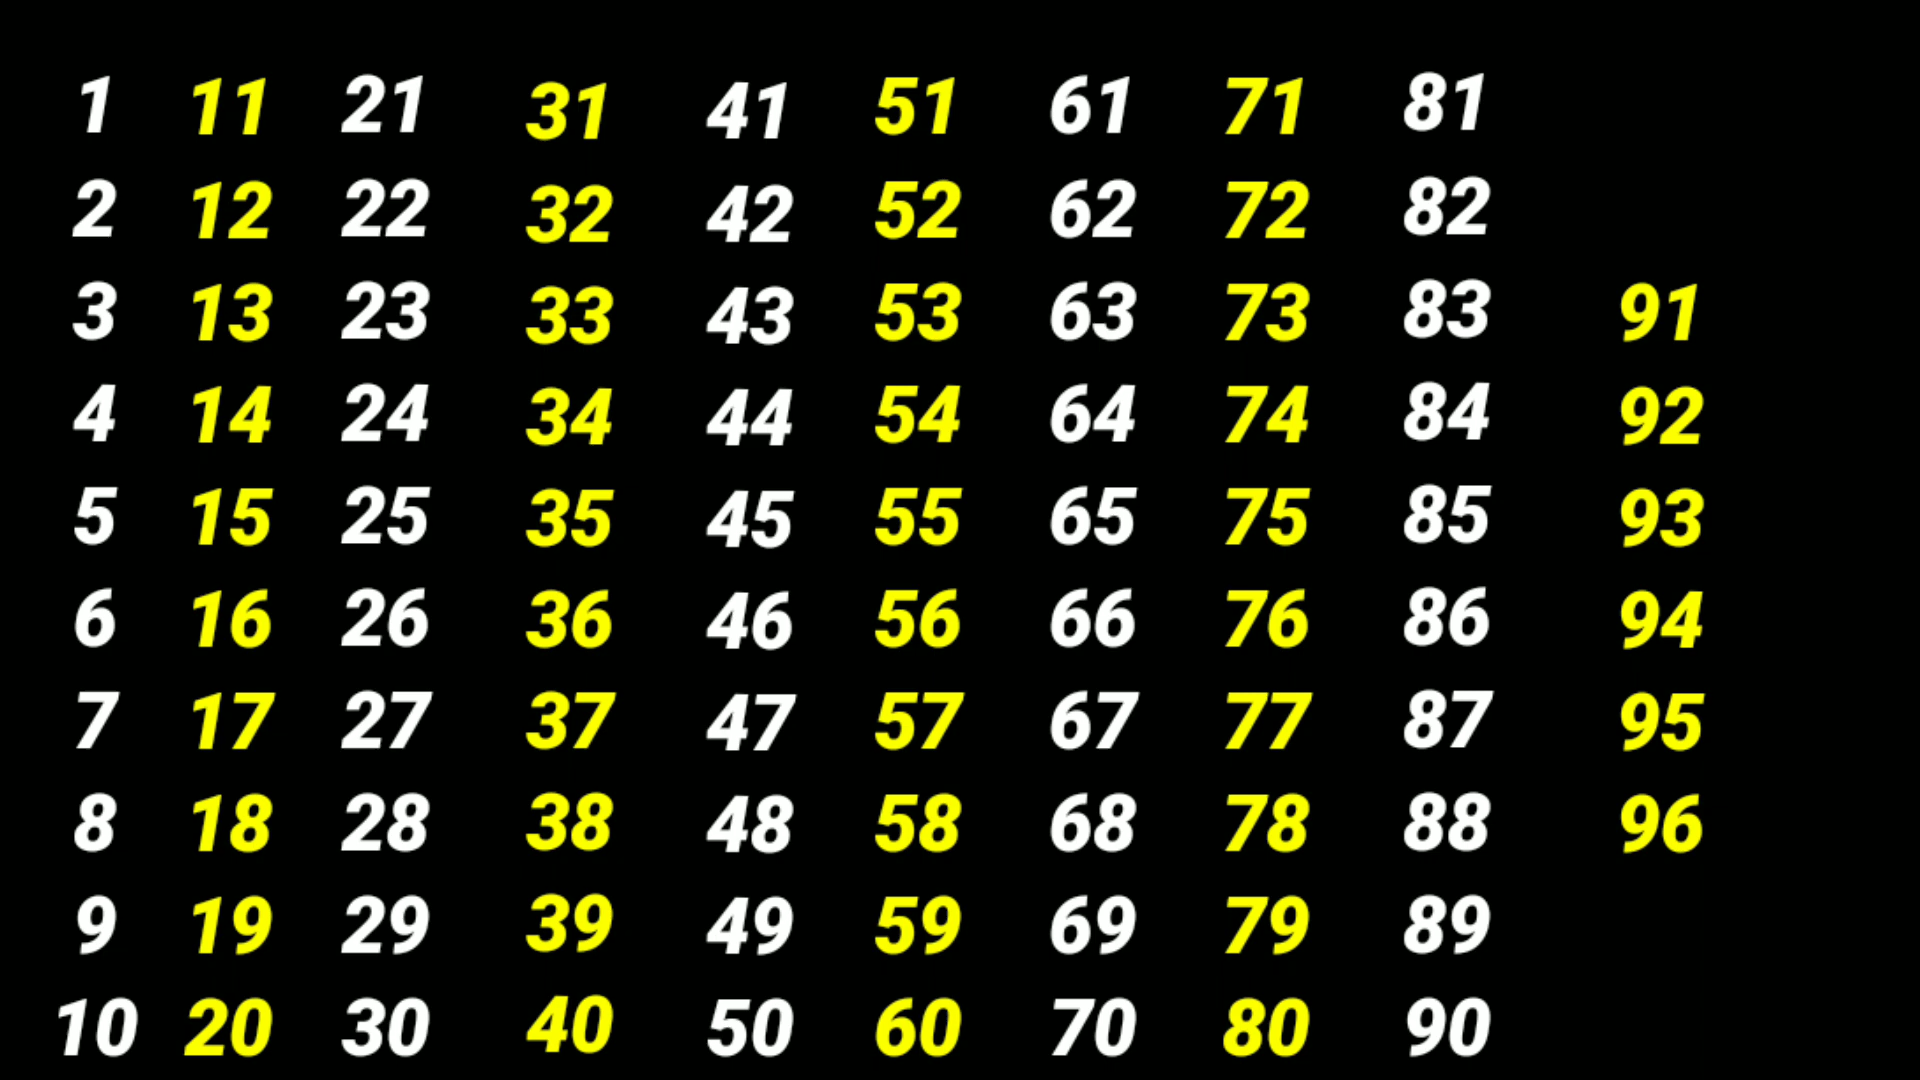 1 11 21 31 41 51 61 71 81
2 12 22 32 42 52 62 72 82
3 13 23 33 43 53 63 73 83 91
4 14 24 34 44 54 64 74 84 92
5 15 25 35 45 55 65 75 85 93
6 16 26 36 46 56 66 76 86 94
7 17 27 37 47 57 67 77 87 95
8 18 28 38 48 58 68 78 88 96
9 19 29 39 49 59 69 79 89
10 20 30 40 50 60 70 80 90